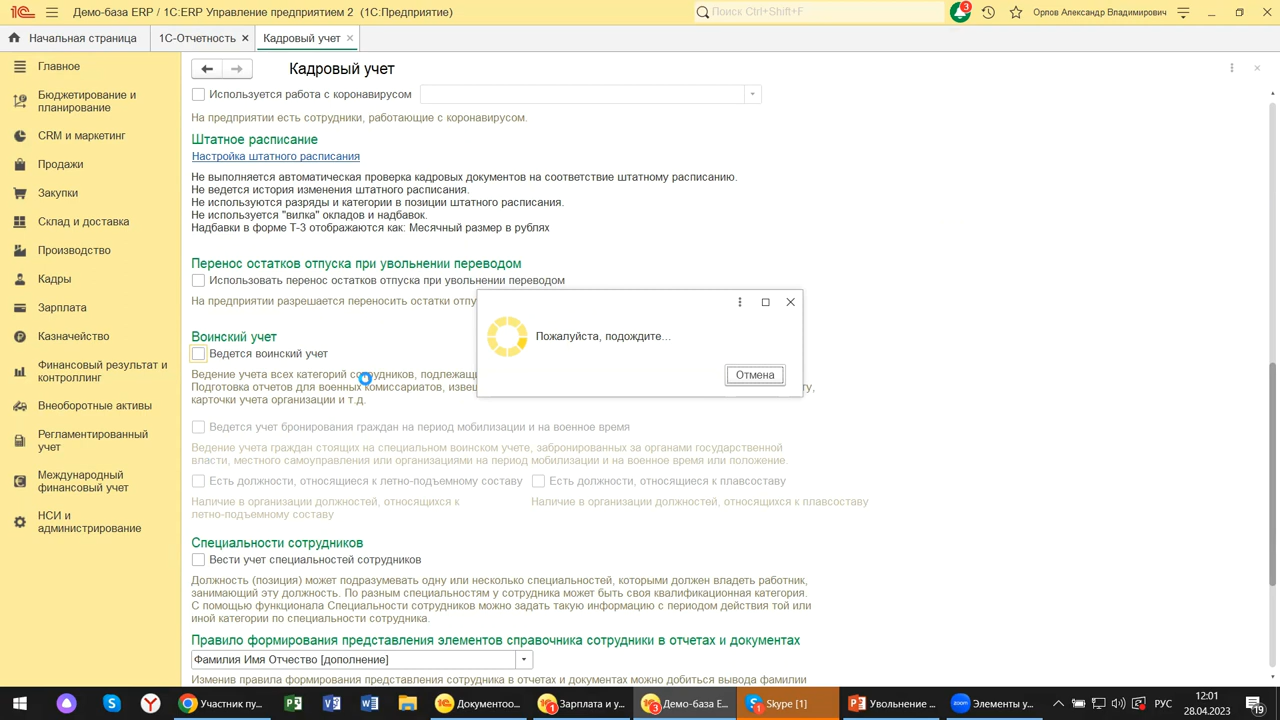 Демо-база ERP / 1С:ERP Управление предприятием 2 (1С:Предприятие)
Поиск Ctrl+Shift+F
3
Орлов Александр Владимирович
Начальная страница
1С-Отчетность
Кадровый учет
Главное
Бюджетирование и
планирование
CRM и маркетинг
Продажи
Закупки
Склад и доставка
Производство
Кадры
Зарплата
Казначейство
Финансовый результат и
контроллинг
Внеоборотные активы
Регламентированный
учет
Международный
финансовый учет
НСИ и
администрирование
Кадровый учет
Используется работа с коронавирусом
На предприятии есть сотрудники, работающие с коронавирусом.
Штатное расписание
Настройка штатного расписания
Не выполняется автоматическая проверка кадровых документов на соответствие штатному расписанию.
Не ведется история изменения штатного расписания.
Не используются разряды и категории в позиции штатного расписания.
Не используется "вилка" окладов и надбавок.
Надбавки в форме Т-3 отображаются как: Месячный размер в рублях
Перенос остатков отпуска при увольнении переводом
Использовать перенос остатков отпуска при увольнении переводом
На предприятии разрешается переносить остатки отпу
Пожалуйста, подождите...
Отмена
Воинский учет
Ведется воинский учет
Ведение учета всех категорий сотрудников, подлежащи
Подготовка отчетов для военных комиссариатов, извещ
у,
карточки учета организации и т.д.
Ведется учет бронирования граждан на период мобилизации и на военное время
Ведение учета граждан стоящих на специальном воинском учете, забронированных за органами государственной
власти, местного самоуправления или организациями на период мобилизации и на военное время или положение.
Есть должности, относящиеся к летно-подъемному составу
Есть должности, относящиеся к плавсоставу
Наличие в организации должностей, относящихся к
летно-подъемному составу
Наличие в организации должностей, относящихся к плавсоставу
Специальности сотрудников
Вести учет специальностей сотрудников
Должность (позиция) может подразумевать одну или несколько специальностей, которыми должен владеть работник,
занимающий эту должность. По разным специальностям у сотрудника может быть своя квалификационная категория.
С помощью функционала Специальности сотрудников можно задать такую информацию с периодом действия той или
иной категории по специальности сотрудника.
Правило формирования представления элементов справочника сотрудники в отчетах и документах
Фамилия Имя Отчество [дополнение]
Изменив правила формирования представления сотрудника в отчетах и документах можно добиться вывода фамилии
Участник пу...
Документоо...
1
Зарплата и у...
3
Демо-база E...
1
Skype [1]
Увольнение ...
zoom
Элементы у...
РУС
12:01
28.04.2023
19